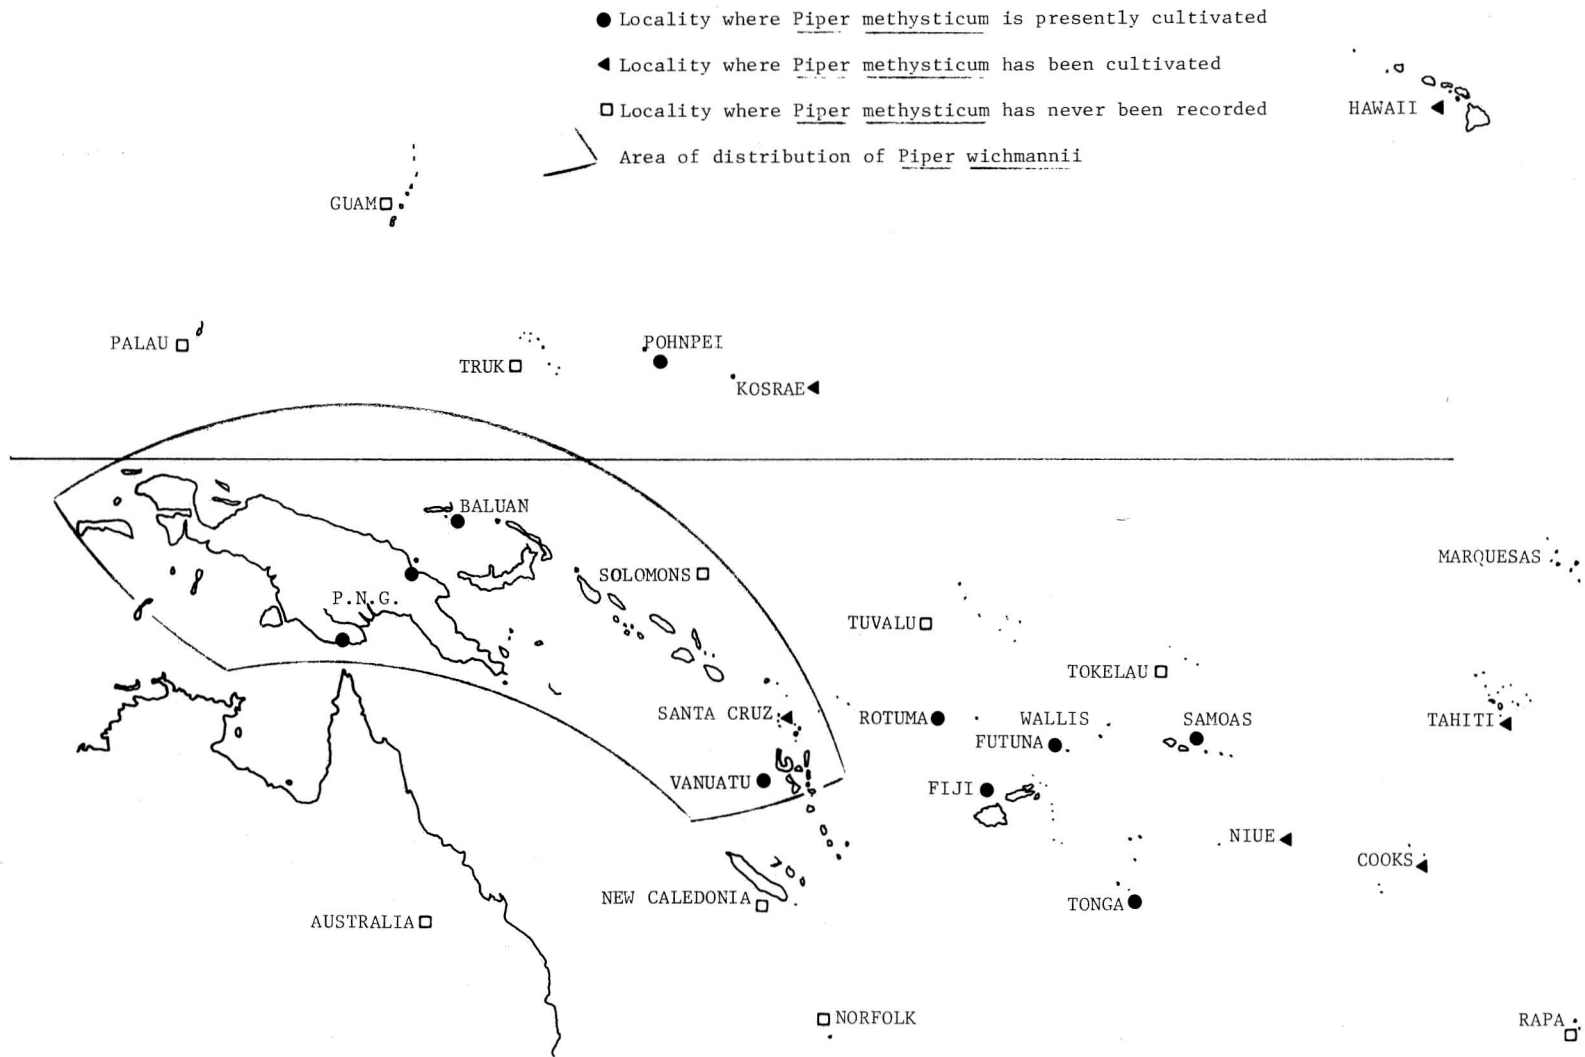 Locality where Piper methysticum is presently cultivated
Locality where Piper methysticum has been cultivated
Locality where Piper methysticum has never been recorded
Area of distribution of Piper wichmannii
HAWAII
GUAM
PALAU
TRUK
POHNPEI
KOSRAE
BALUAN
P.N.G.
SOLOMONS
MARQUESAS
TUVALU
TOKELAU
SANTA CRUZ
ROTUMA
WALLIS
FUTUNA
SAMOAS
TAHITI
VANUATU
FIJI
NIUE
COOKS
NEW CALEDONIA
TONGA
AUSTRALIA
NORFOLK
RAPA